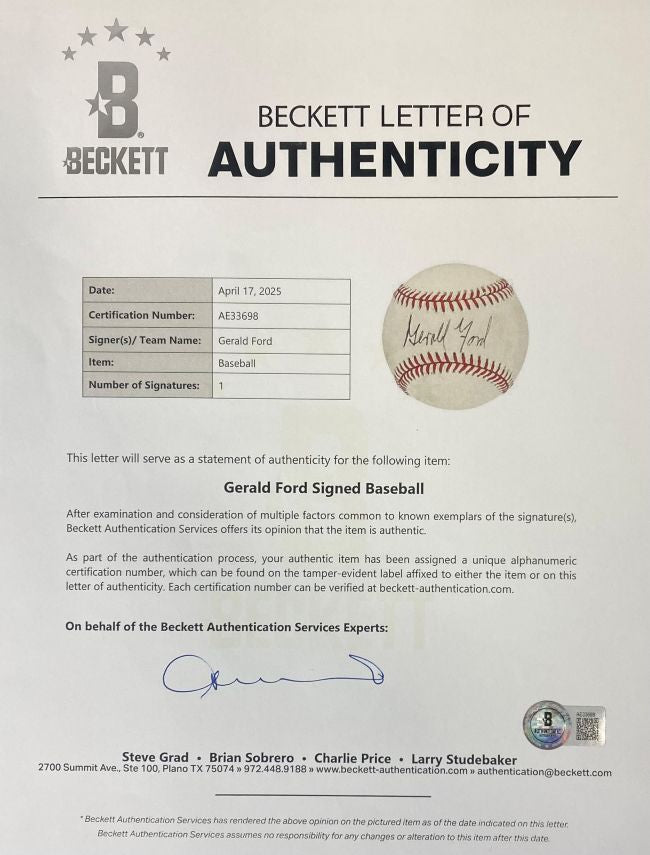 B
BECKETT
BECKETT LETTER OF
AUTHENTICITY
Date: April 17, 2025
Certification Number: AE33698
Signer(s)/ Team Name: Gerald Ford
Item: Baseball
Number of Signatures: 1
Gerald Ford
This letter will serve as a statement of authenticity for the following item:
Gerald Ford Signed Baseball
After examination and consideration of multiple factors common to known exemplars of the signature(s),
Beckett Authentication Services offers its opinion that the item is authentic.
As part of the authentication process, your authentic item has been assigned a unique alphanumeric
certification number, which can be found on the tamper-evident label affixed to either the item or on this
letter of authenticity. Each certification number can be verified at beckett-authentication.com.
On behalf of the Beckett Authentication Services Experts:
B
AE33698
Steve Grad • Brian Sobrero • Charlie Price • Larry Studebaker
2700 Summit Ave., Ste 100, Plano TX 75074 » 972.448.9188 » www.beckett-authentication.com » authentication@beckett.com
* Beckett Authentication Services has rendered the above opinion on the pictured item as of the date indicated on this letter.
Beckett Authentication Services assumes no responsibility for any changes or alteration to this item after this date.